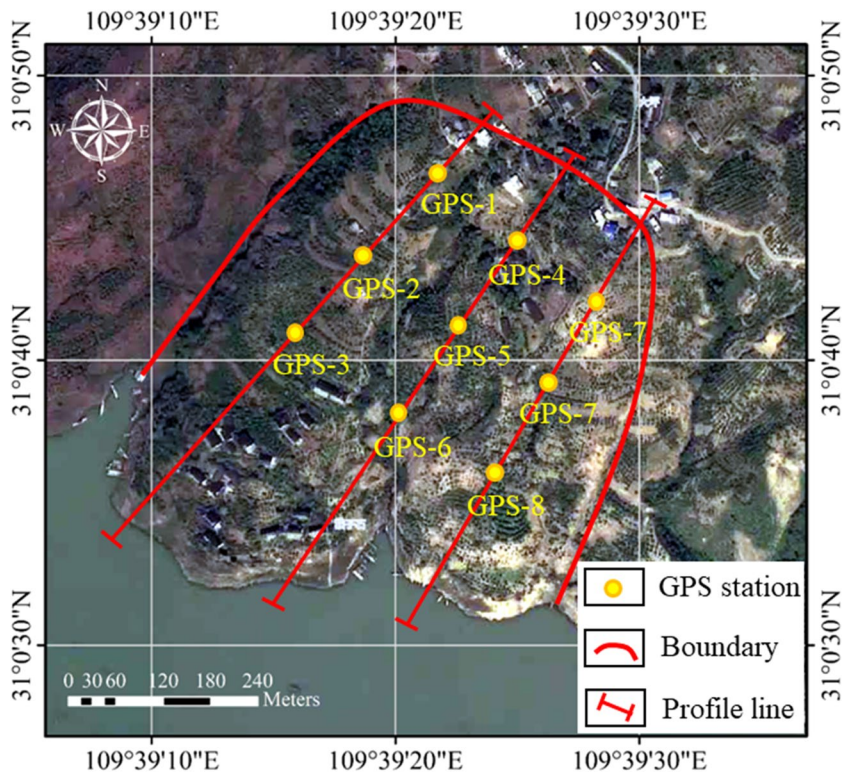 109°39'10"E 109°39'20"E 109°39'30"E
31°0'50"N 31°0'50"N
N
W E
S
GPS-1
GPS-4
GPS-2
GPS-7
GPS-5
31°0'40"N 31°0'40"N
GPS-3
GPS-7
GPS-6
GPS-8
GPS station
31°0'30"N 31°0'30"N
Boundary
0 30 60 120 180 240
Meters
Profile line
109°39'10"E 109°39'20"E 109°39'30"E